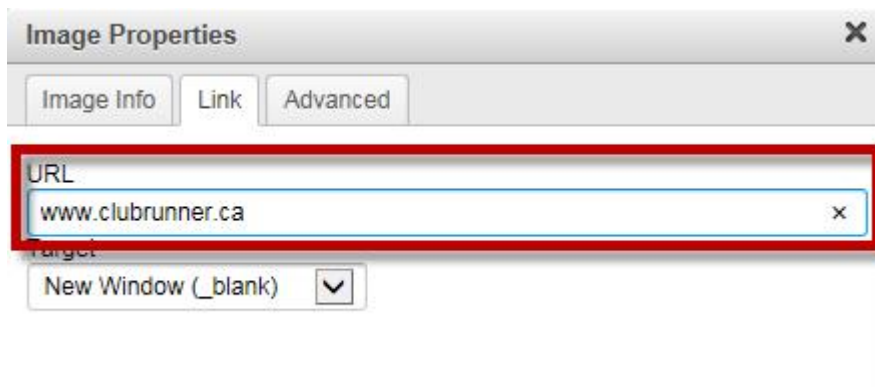 Image Properties
Image Info Link Advanced
URL
www.clubrunner.ca
Target
New Window (_blank)